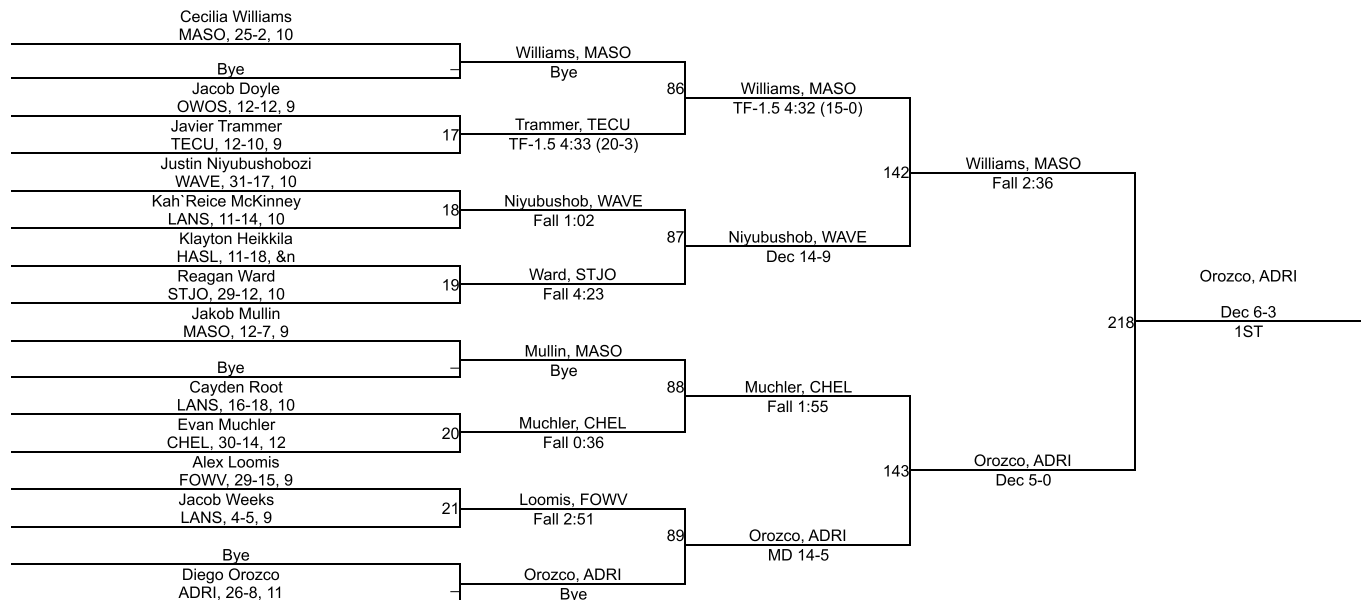 Cecilia Williams
MASO, 25-2, 10
Bye
Jacob Doyle
OWOS, 12-12, 9
Javier Trammer
TECU, 12-10, 9
Justin Niyubushobozi
WAVE, 31-17, 10
Kah`Reice McKinney
LANS, 11-14, 10
Klayton Heikkila
HASL, 11-18, &n
Reagan Ward
STJO, 29-12, 10
Jakob Mullin
MASO, 12-7, 9
Bye
Cayden Root
LANS, 16-18, 10
Evan Muchler
CHEL, 30-14, 12
Alex Loomis
FOWV, 29-15, 9
Jacob Weeks
LANS, 4-5, 9
Bye
Diego Orozco
ADRI, 26-8, 11
–
17
18
19
–
20
21
–
Williams, MASO
Bye
Trammer, TECU
TF-1.5 4:33 (20-3)
Niyubushob, WAVE
Fall 1:02
Ward, STJO
Fall 4:23
Mullin, MASO
Bye
Muchler, CHEL
Fall 0:36
Loomis, FOWV
Fall 2:51
Orozco, ADRI
Bye
86
87
88
89
Williams, MASO
TF-1.5 4:32 (15-0)
Niyubushob, WAVE
Dec 14-9
Muchler, CHEL
Fall 1:55
Orozco, ADRI
MD 14-5
142
143
Williams, MASO
Fall 2:36
Orozco, ADRI
Dec 5-0
218
Orozco, ADRI
Dec 6-3
1ST